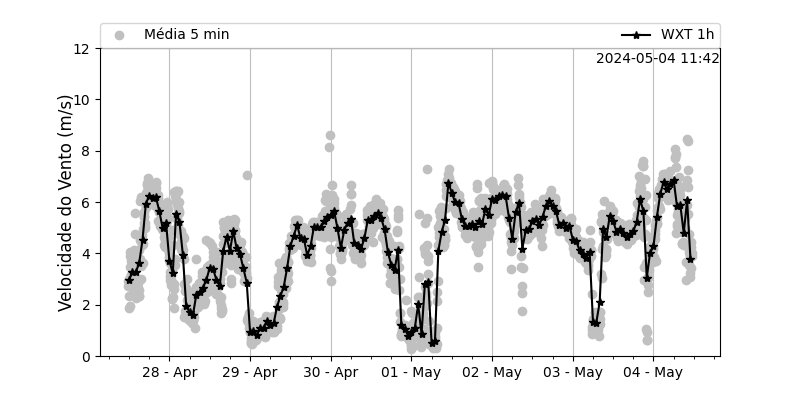 Média 5 min
WXT 1h
2024-05-04 11:42
Velocidade do Vento (m/s)
12
10
8
6
4
2
0
28 - Apr
29 - Apr
30 - Apr
01 - May
02 - May
03 - May
04 - May